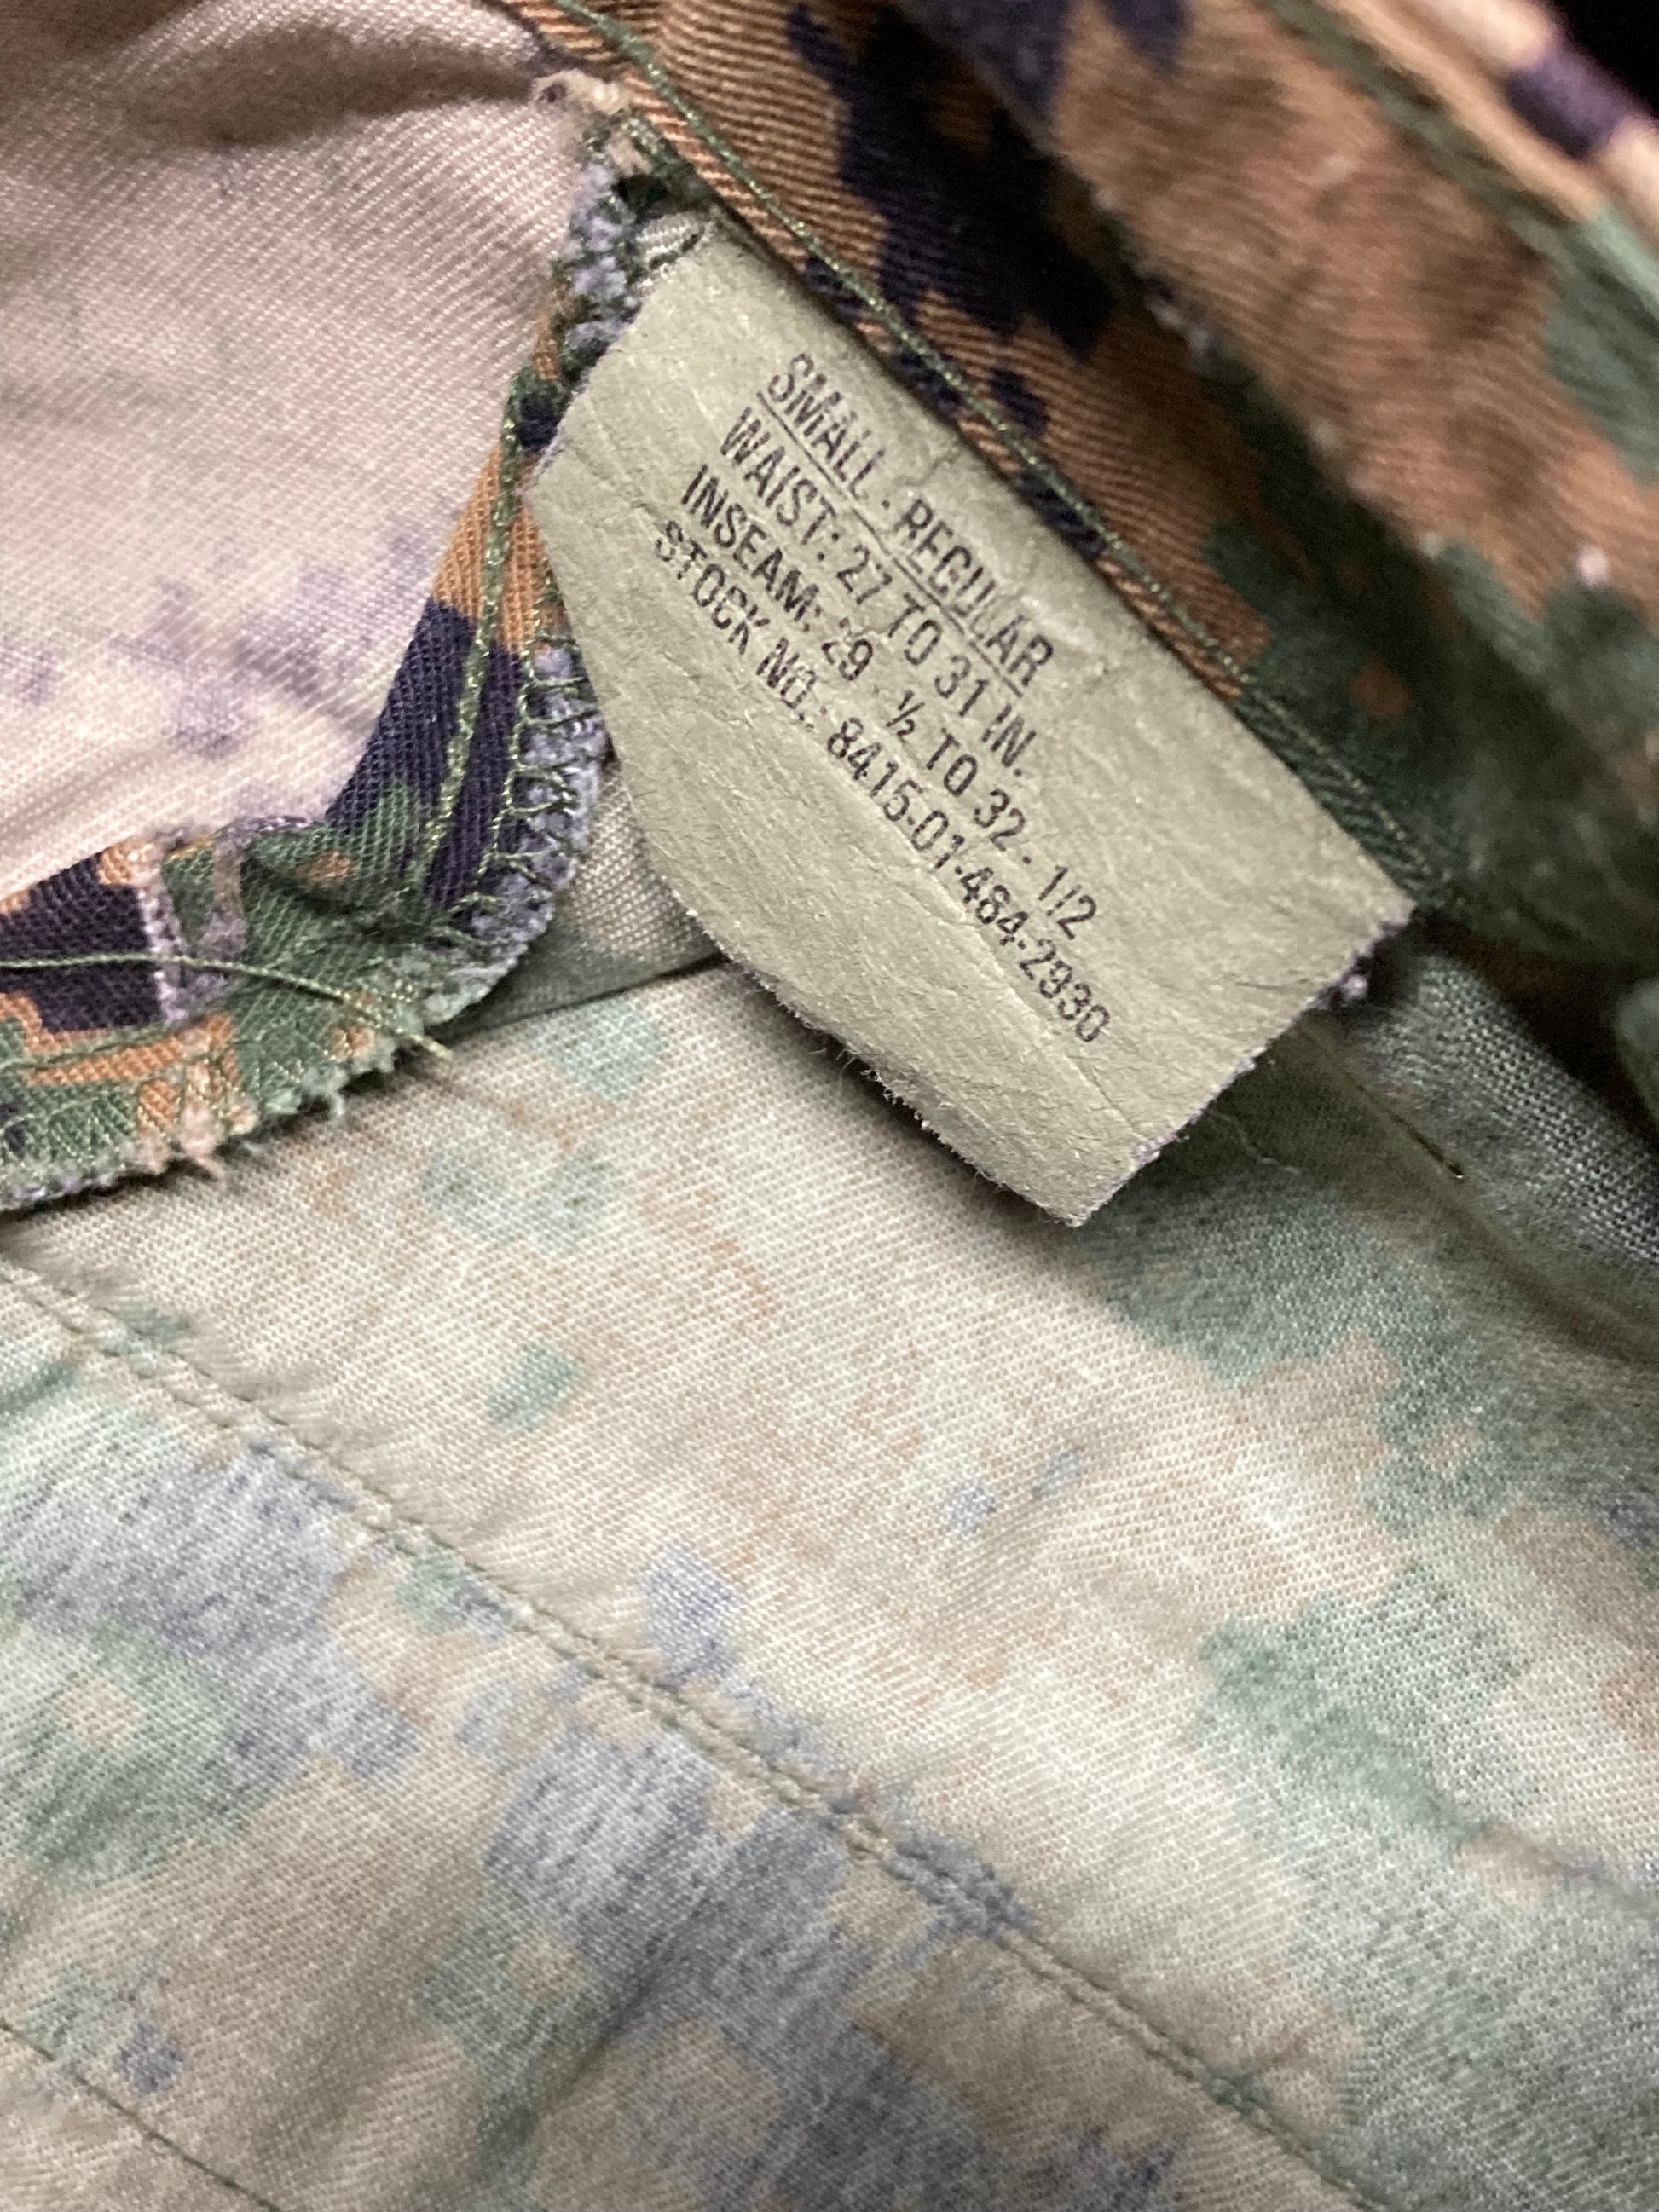 SMALL - REGULAR
WAIST: 27 TO 31 IN.
INSEAM: 29 - ½ TO 32 - 1/2
STOCK NO.: 8415-01-484-2930